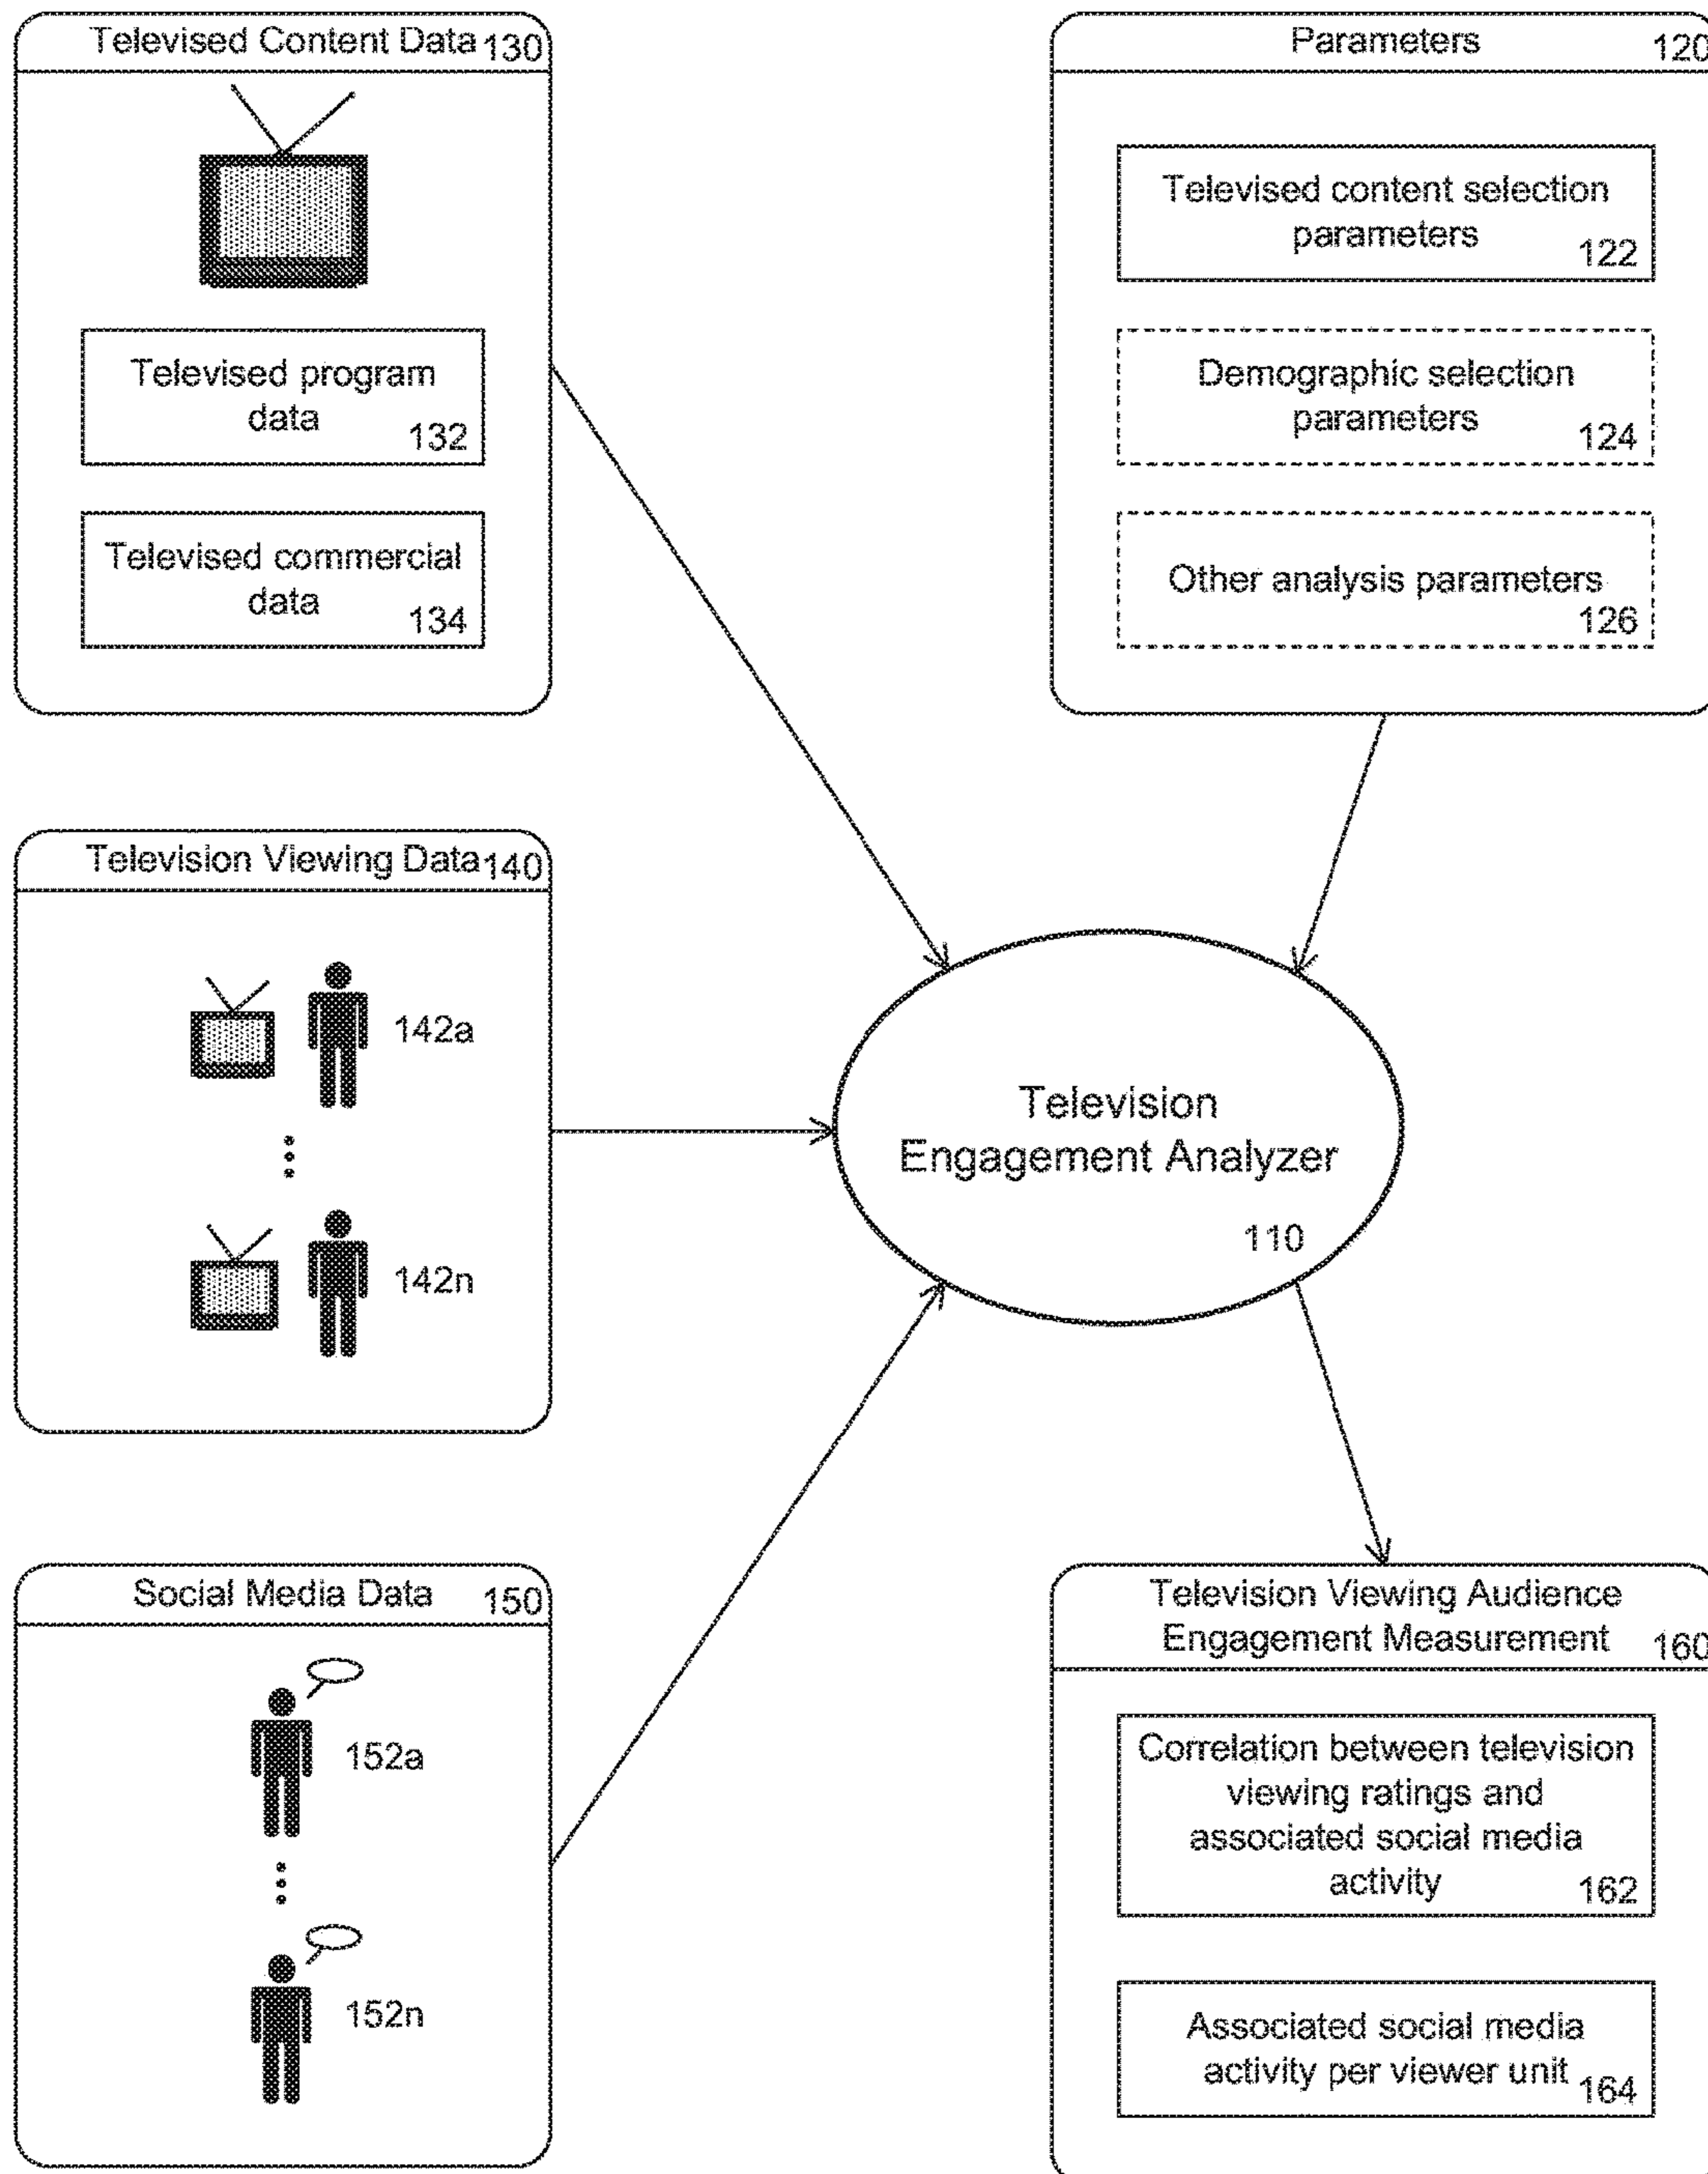 Televised Content Data 130
Televised program
data
132
Televised commercial
data
134
Parameters 120
Televised content selection
parameters
122
Demographic selection
parameters
124
Other analysis parameters
126
Television Viewing Data 140
142a
142n
Television
Engagement Analyzer
110
Social Media Data 150
152a
152n
Television Viewing Audience
Engagement Measurement 160
Correlation between television
viewing ratings and
associated social media
activity 162
Associated social media
activity per viewer unit 164